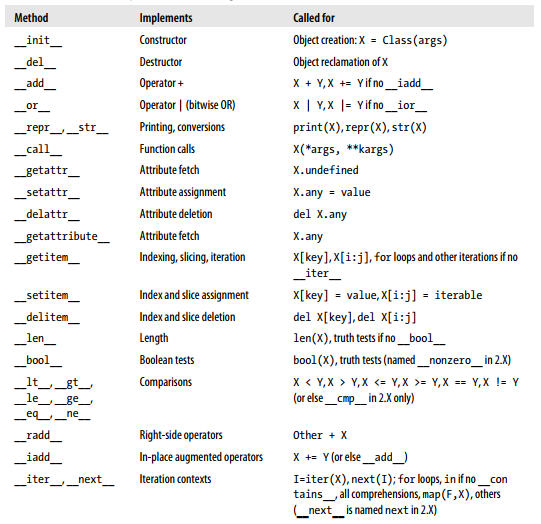 Method Implements Called for
__init__ Constructor Object creation: X = Class(args)
__del__ Destructor Object reclamation of X
__add__ Operator + X + Y, X += Y if no __iadd__
__or__ Operator | (bitwise OR) X | Y, X |= Y if no __ior__
__repr__, __str__ Printing, conversions print(X), repr(X), str(X)
__call__ Function calls X(*args, **kargs)
__getattr__ Attribute fetch X.undefined
__setattr__ Attribute assignment X.any = value
__delattr__ Attribute deletion del X.any
__getattribute__ Attribute fetch X.any
__getitem__ Indexing, slicing, iteration X[key], X[i:j], for loops and other iterations if no
__iter__
__setitem__ Index and slice assignment X[key] = value, X[i:j] = iterable
__delitem__ Index and slice deletion del X[key], del X[i:j]
__len__ Length len(X), truth tests if no __bool__
__bool__ Boolean tests bool(X), truth tests (named __nonzero__ in 2.X)
__lt__, __gt__, Comparisons X < Y, X > Y, X <= Y, X >= Y, X == Y, X != Y
__le__, __ge__, (or else __cmp__ in 2.X only)
__eq__, __ne__
__radd__ Right-side operators Other + X
__iadd__ In-place augmented operators X += Y (or else __add__)
__iter__, __next__ Iteration contexts I=iter(X), next(I); for loops, in if no __con
tains__, all comprehensions, map(F,X), others
(__next__ is named next in 2.X)